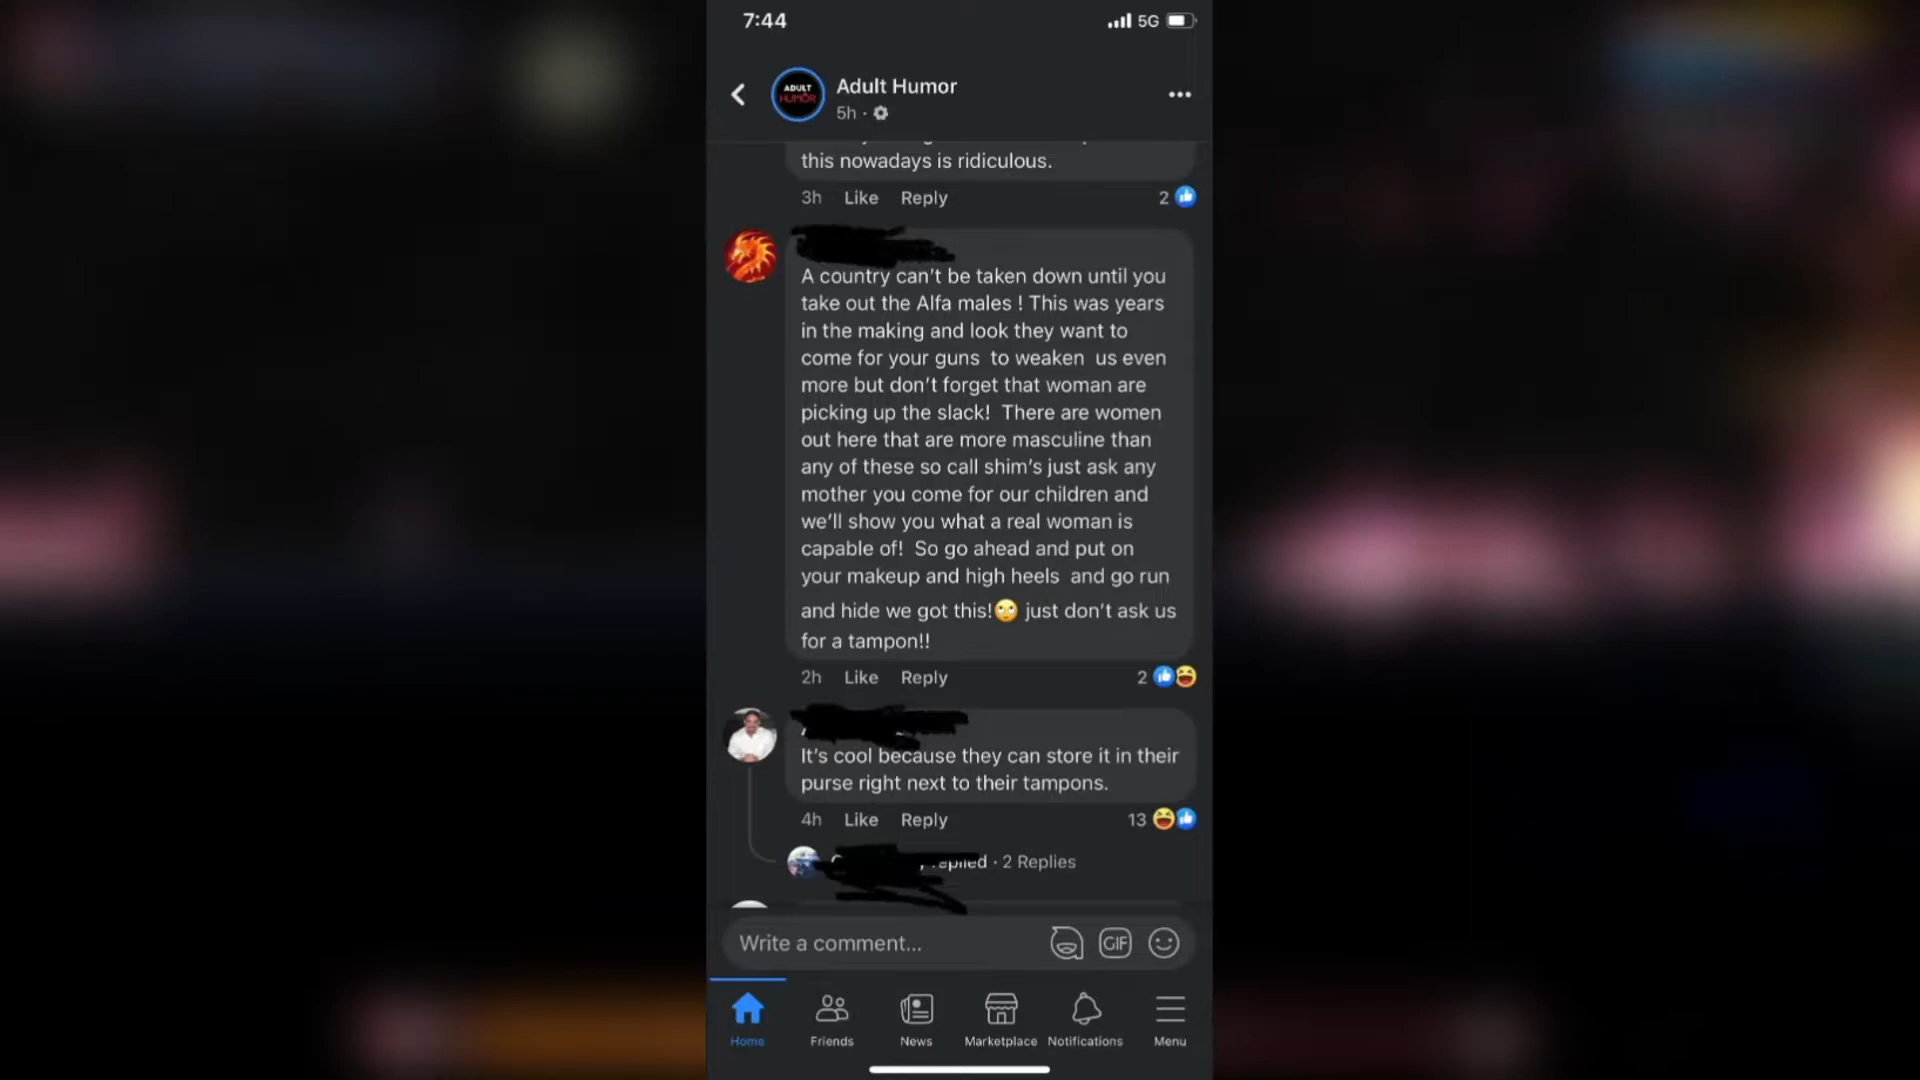 7:44
5G
ADULT
HUMOR
Adult Humor
5h ·
this nowadays is ridiculous.
3h Like Reply 2
A country can't be taken down until you
take out the Alfa males ! This was years
in the making and look they want to
come for your guns to weaken us even
more but don't forget that woman are
picking up the slack! There are women
out here that are more masculine than
any of these so call shim's just ask any
mother you come for our children and
we'll show you what a real woman is
capable of! So go ahead and put on
your makeup and high heels and go run
and hide we got this!🙄 just don't ask us
for a tampon!!
2h Like Reply 2
It's cool because they can store it in their
purse right next to their tampons.
4h Like Reply 13
replied · 2 Replies
Write a comment...
GIF
Home Friends News Marketplace Notifications Menu